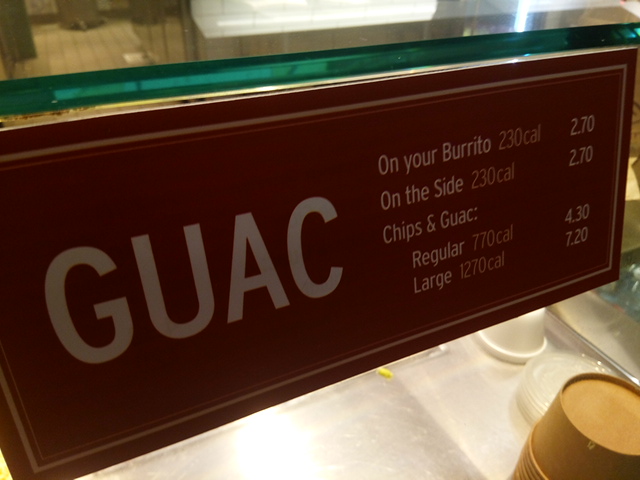 GUAC
On your Burrito 230cal 2.70
On the Side 230cal 2.70
Chips & Guac:
Regular 770cal 4.30
Large 1270cal 7.20